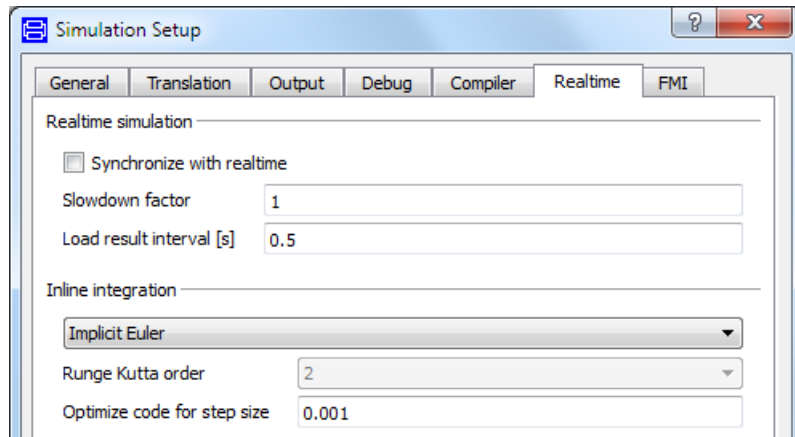 Simulation Setup
? X
General Translation Output Debug Compiler Realtime FMI
Realtime simulation
Synchronize with realtime
Slowdown factor 1
Load result interval [s] 0.5
Inline integration
Implicit Euler
Runge Kutta order 2
Optimize code for step size 0.001